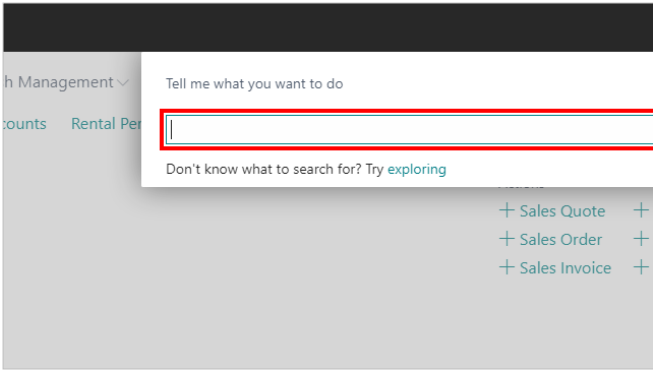 h Management
Tell me what you want to do
counts Rental Per
Don't know what to search for? Try exploring
Actions
+ Sales Quote +
+ Sales Order +
+ Sales Invoice +